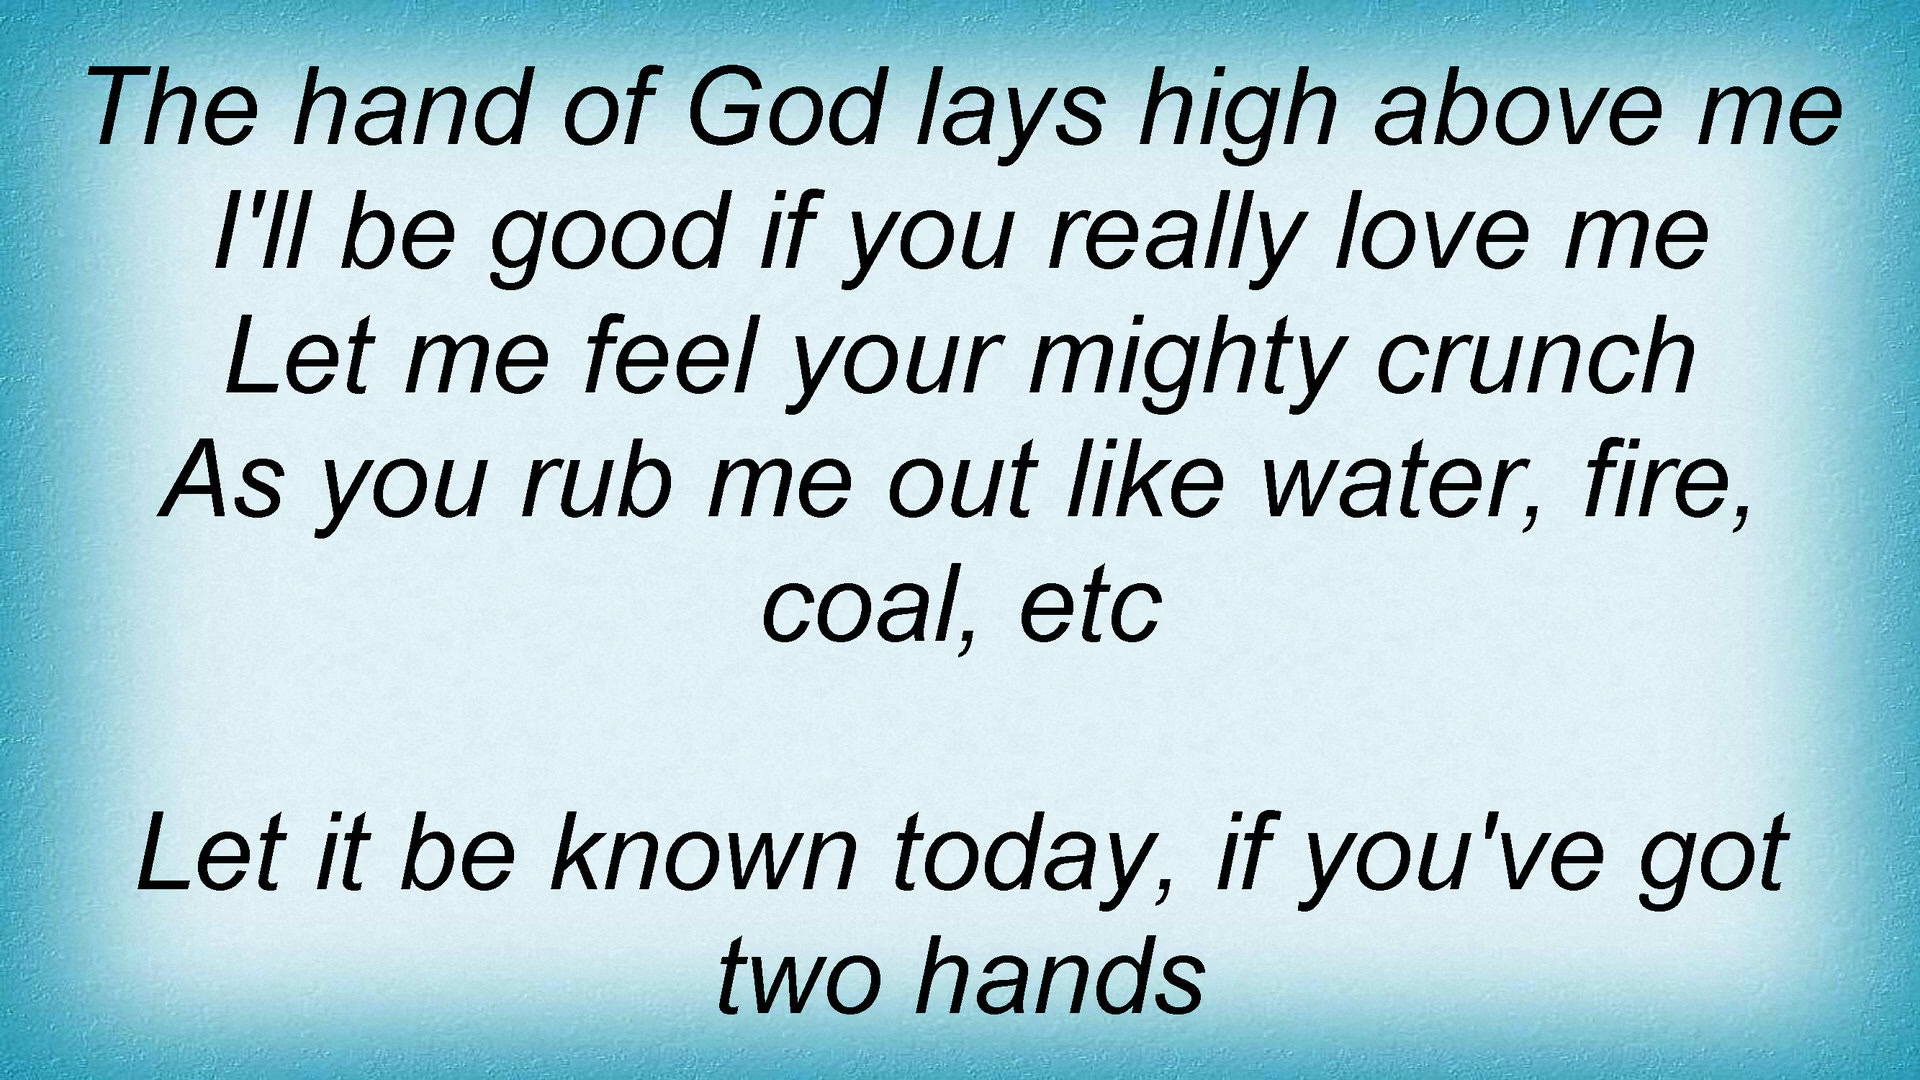 The hand of God lays high above me
I'll be good if you really love me
Let me feel your mighty crunch
As you rub me out like water, fire,
coal, etc
Let it be known today, if you've got
two hands